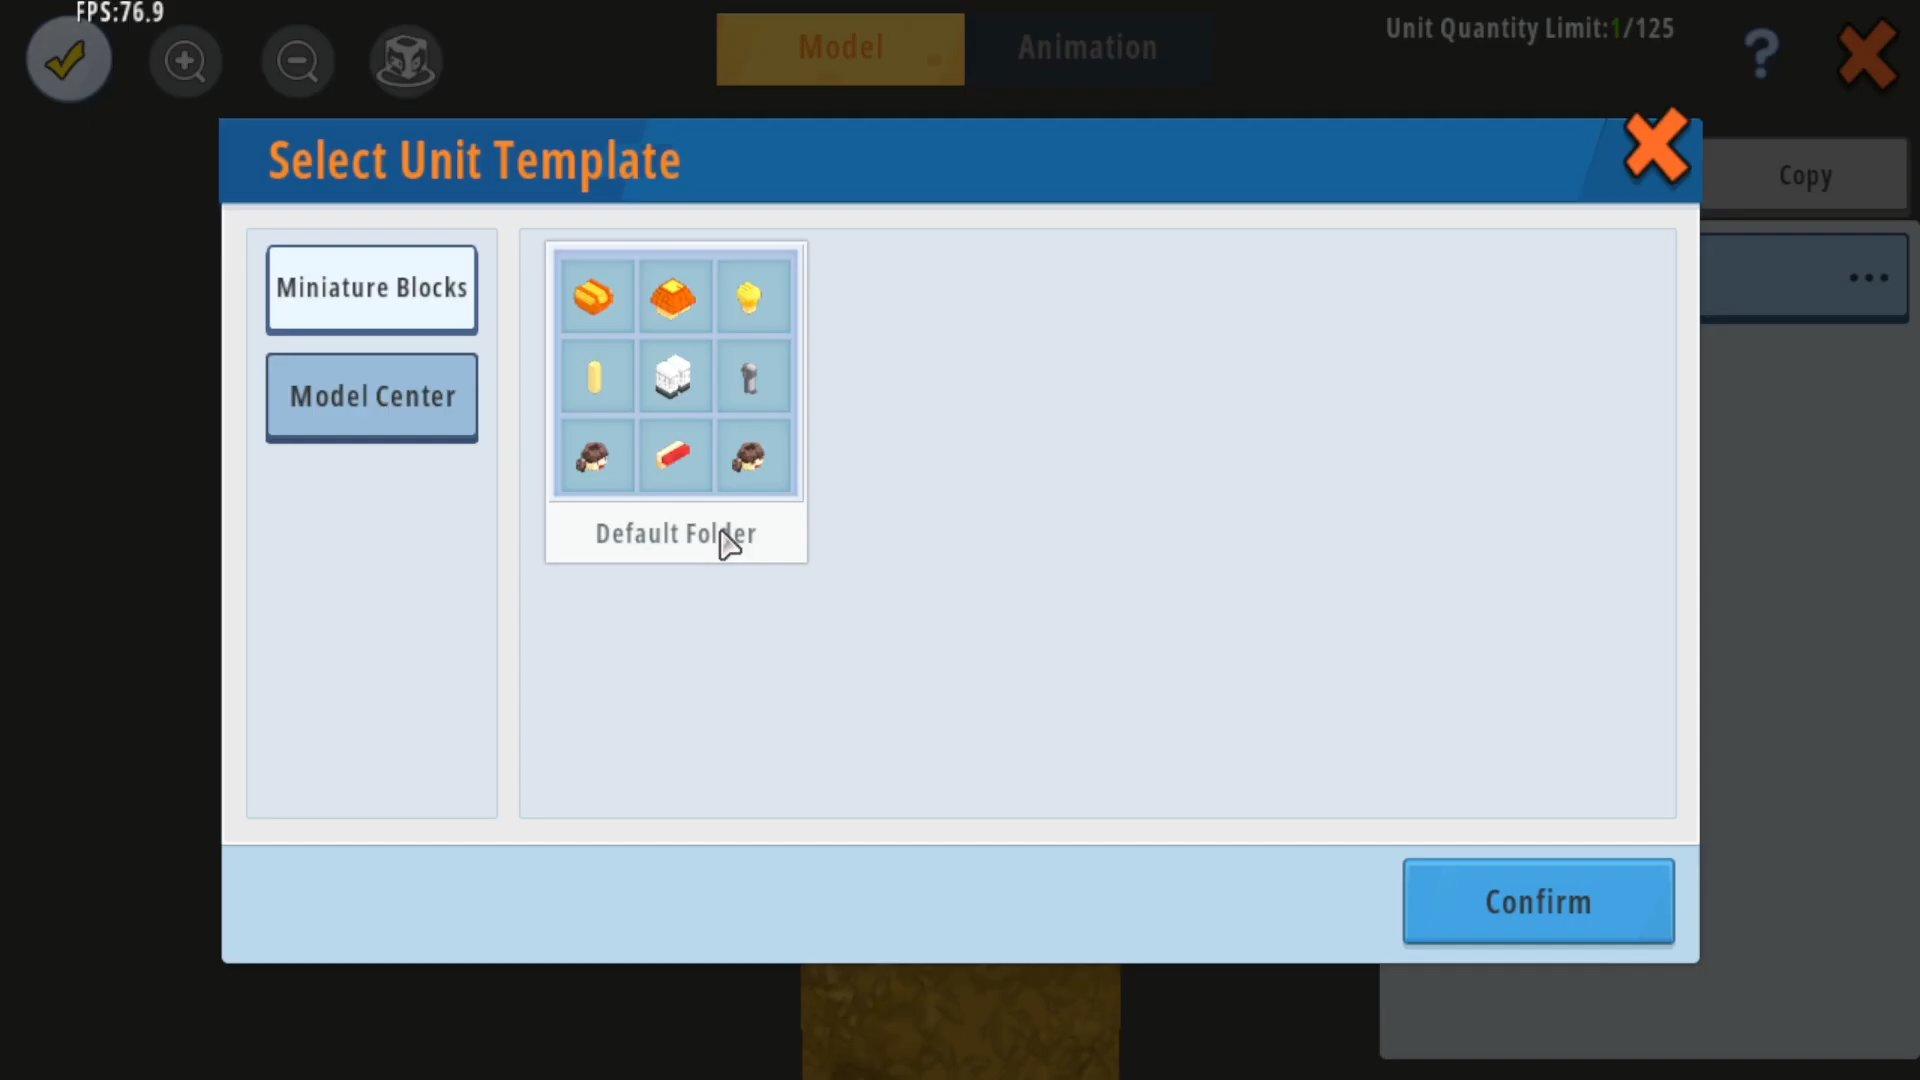 FPS:76.9
Model
Animation
Unit Quantity Limit:1/125
?
Select Unit Template
Copy
Miniature Blocks
Model Center
Default Folder
Confirm